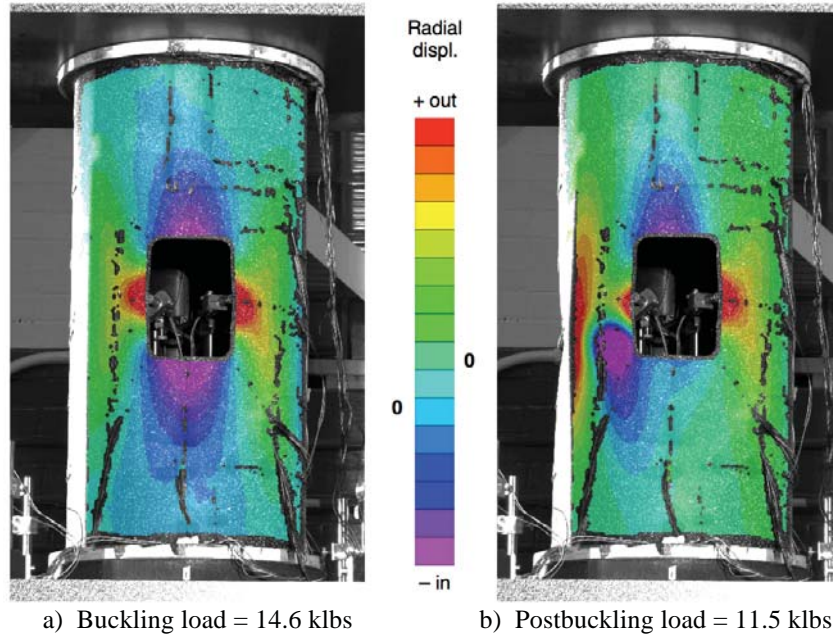 Radial
displ.
+ out
0
0
– in
a) Buckling load = 14.6 klbs
b) Postbuckling load = 11.5 klbs